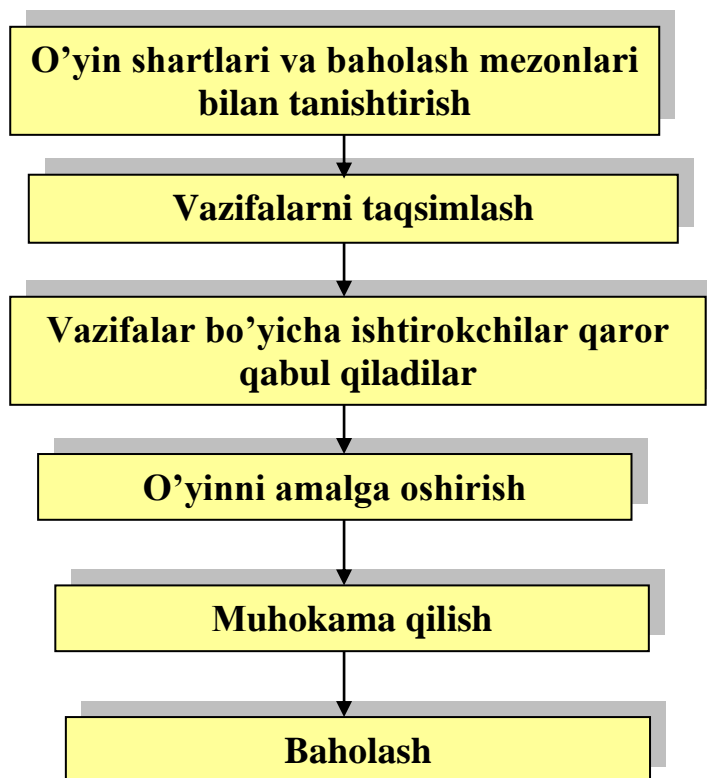 O’yin shartlari va baholash mezonlari
bilan tanishtirish
Vazifalarni taqsimlash
Vazifalar bo’yicha ishtirokchilar qaror
qabul qiladilar
O’yinni amalga oshirish
Muhokama qilish
Baholash